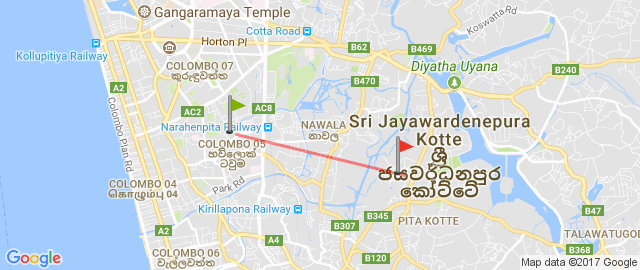 Gangaramaya Temple
Koswatta Rd
Cotta Road
Horton Pl
Kollupitiya Railway
B62
B469
Diyatha Uyana
COLOMBO 07
කුරුඳුවත්ත
B240
B470
A2
AC2
AC8
Colombo Plan Rd
NAWALA
නාවල
Sri Jayawardenepura
Kotte
ශ්‍රී
ජයවර්ධනපුර
කෝට්ටේ
Narahenpita Railway
COLOMBO 05
හැව්ලොක්
ටවුම
COLOMBO 04
கொழும்பு 04
Park Rd
A2
Kirillapona Railway
B345
PITA KOTTE
B47
B307
TALAWATUGOD
COLOMBO 06
වැල්ලවත්ත
B120
B368
Google
Map data ©2017 Google